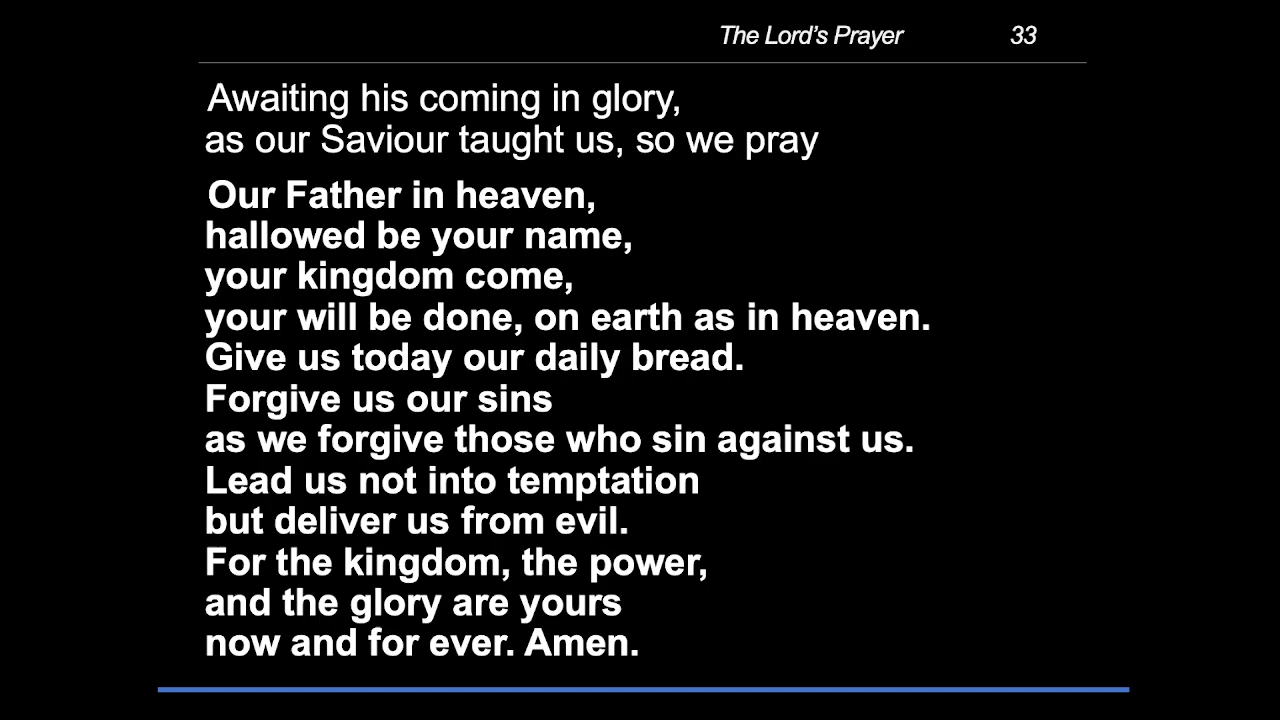 The Lord's Prayer 33
Awaiting his coming in glory,
as our Saviour taught us, so we pray
Our Father in heaven,
hallowed be your name,
your kingdom come,
your will be done, on earth as in heaven.
Give us today our daily bread.
Forgive us our sins
as we forgive those who sin against us.
Lead us not into temptation
but deliver us from evil.
For the kingdom, the power,
and the glory are yours
now and for ever. Amen.